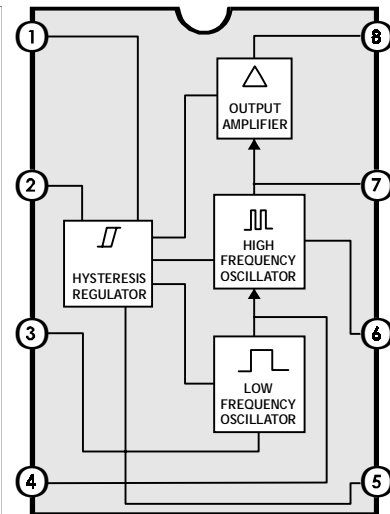 1
8
OUTPUT
AMPLIFIER
2
7
HIGH
FREQUENCY
OSCILLATOR
HYSTERESIS
REGULATOR
3
6
LOW
FREQUENCY
OSCILLATOR
4
5